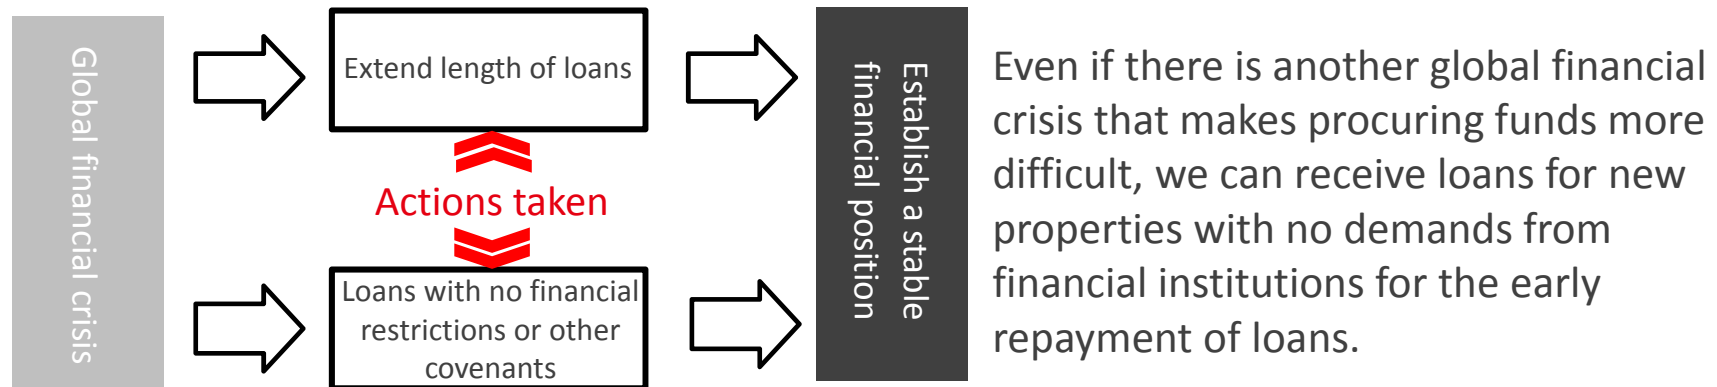 Global financial crisis
Extend length of loans
Actions taken
Loans with no financial
restrictions or other
covenants
Establish a stable
financial position
Even if there is another global financial
crisis that makes procuring funds more
difficult, we can receive loans for new
properties with no demands from
financial institutions for the early
repayment of loans.